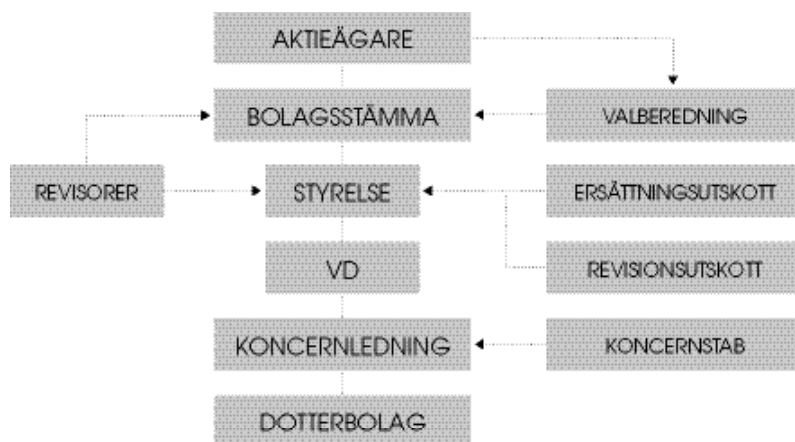 AKTIEÄGARE
BOLAGSSTÄMMA
VALBEREDNING
REVISORER
STYRELSE
ERSÄTTNINGSUTSKOTT
VD
REVISIONSUTSKOTT
KONCERNLEDNING
KONCERNSTAB
DOTTERBOLAG